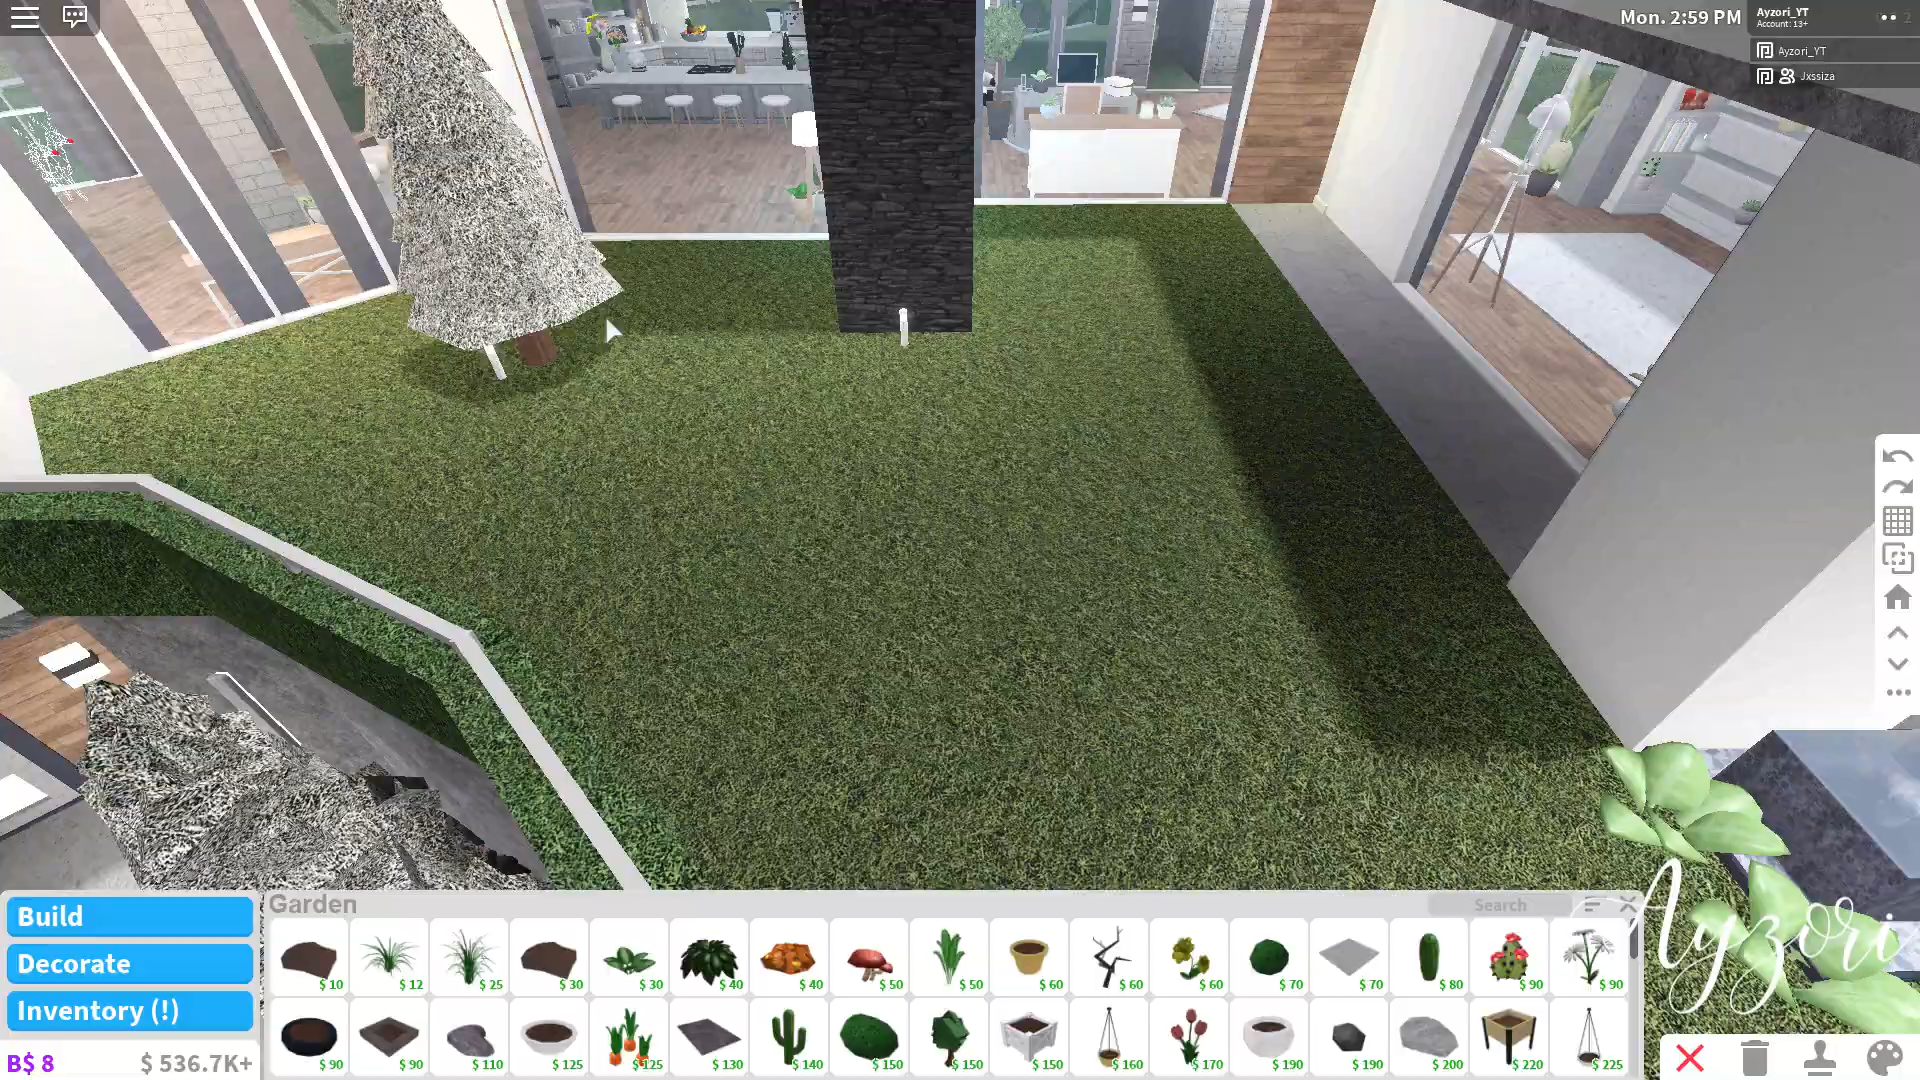 Mon. 2:59 PM
Ayzori_YT
Account: 13+
2
Ayzori_YT
Jxssiza
Build
Decorate
Inventory (!)
B$ 8
$ 536.7K+
Garden
Search
$ 10
$ 12
$ 25
$ 30
$ 30
$ 40
$ 40
$ 50
$ 50
$ 60
$ 60
$ 60
$ 70
$ 70
$ 80
$ 90
$ 90
$ 90
$ 90
$ 110
$ 125
$ 125
$ 130
$ 140
$ 150
$ 150
$ 150
$ 160
$ 170
$ 190
$ 190
$ 200
$ 220
$ 225
Ayzori